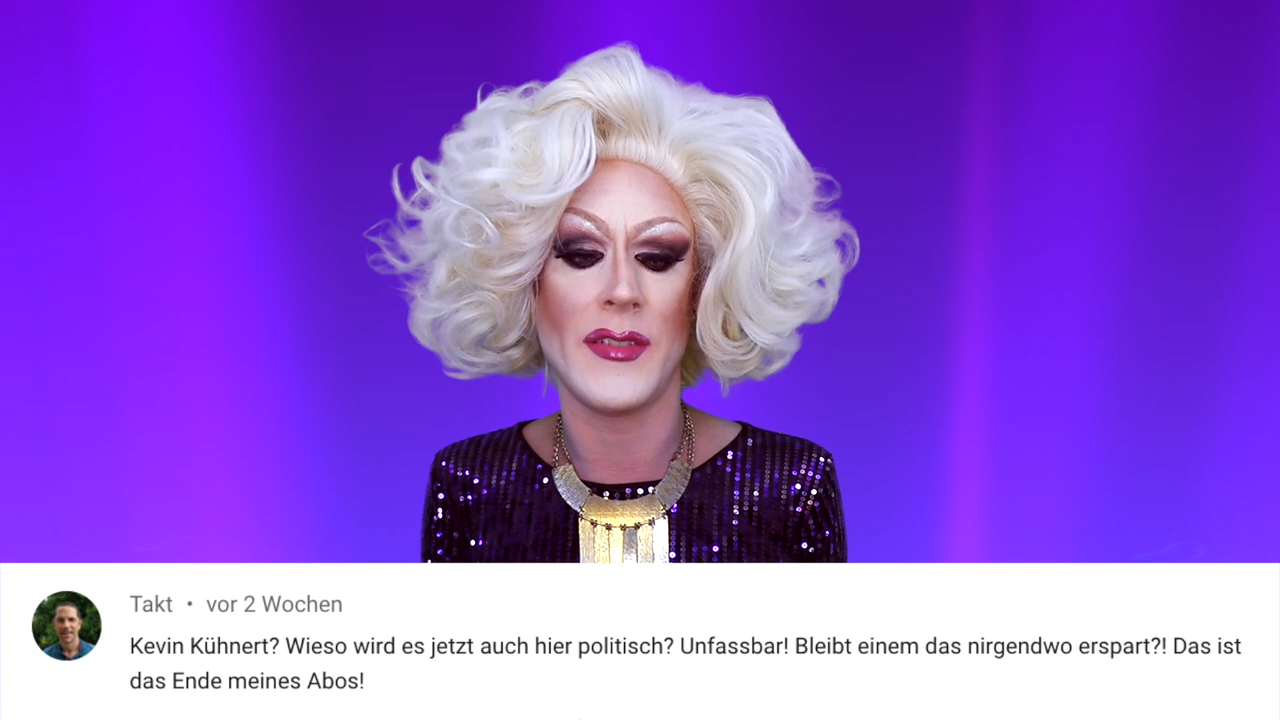 Takt • vor 2 Wochen
Kevin Kühnert? Wieso wird es jetzt auch hier politisch? Unfassbar! Bleibt einem das nirgendwo erspart?! Das ist
das Ende meines Abos!